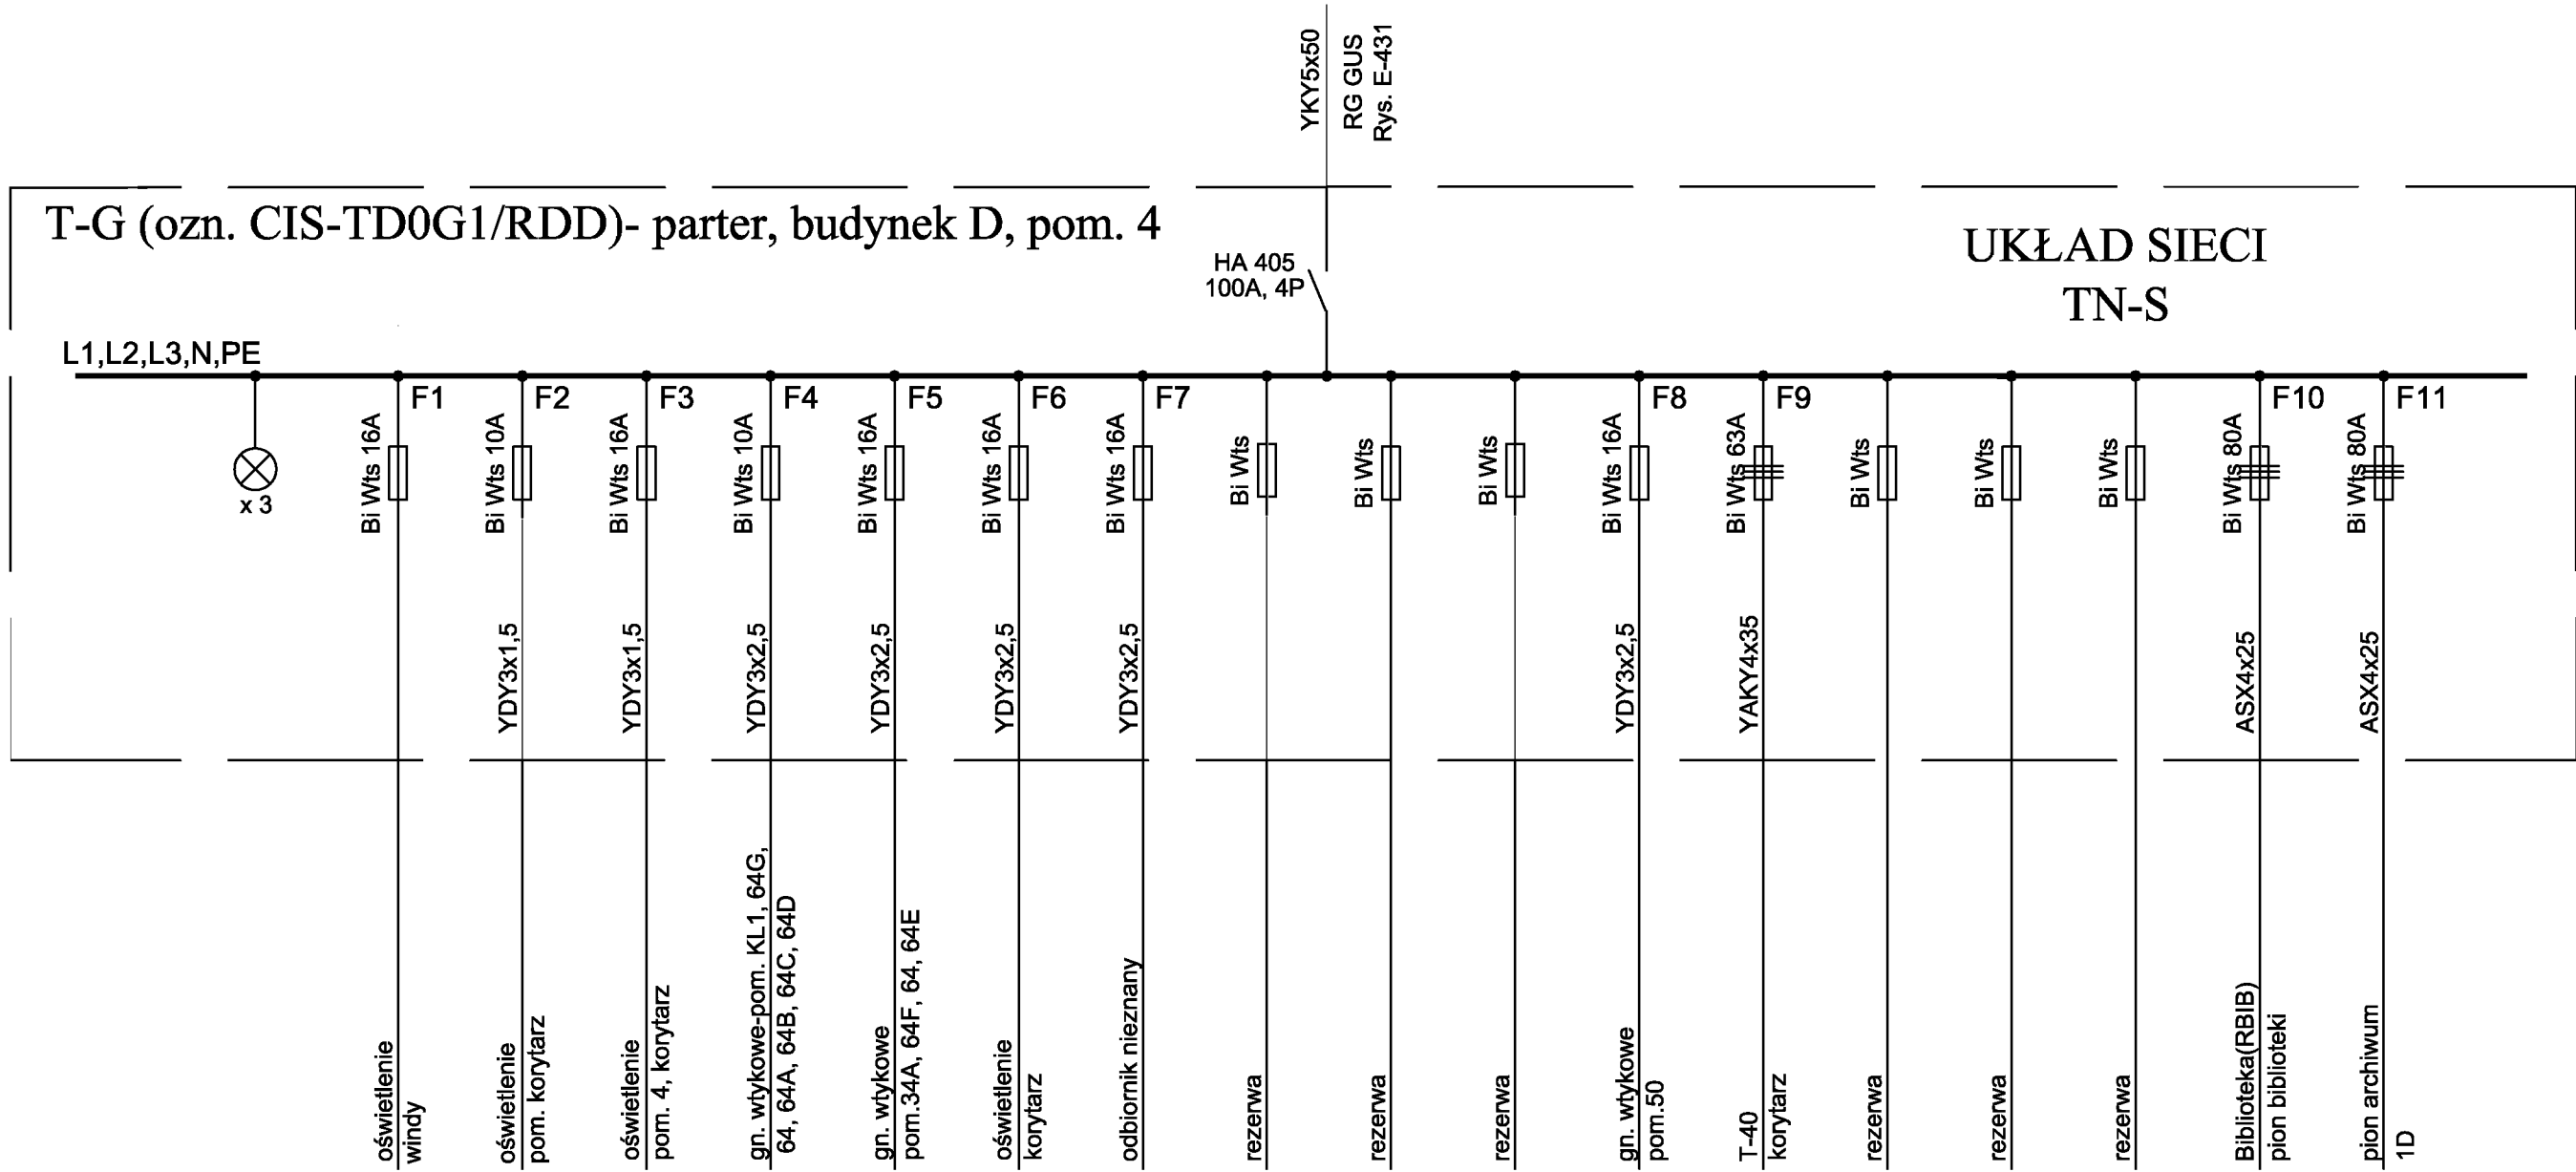 YKY5x50
RG GUS
Rys. E-431
T-G (ozn. CIS-TD0G1/RDD)- parter, budynek D, pom. 4
UKŁAD SIECI
TN-S
HA 405
100A, 4P
L1,L2,L3,N,PE
x 3
F1
Bi Wts 16A
oświetlenie
windy
F2
Bi Wts 10A
YDY3x1,5
oświetlenie
pom. korytarz
F3
Bi Wts 16A
YDY3x1,5
oświetlenie
pom. 4, korytarz
F4
Bi Wts 10A
YDY3x2,5
gn. wtykowe-pom. KL1, 64G,
64, 64A, 64B, 64C, 64D
F5
Bi Wts 16A
YDY3x2,5
gn. wtykowe
pom.34A, 64F, 64, 64E
F6
Bi Wts 16A
YDY3x2,5
oświetlenie
korytarz
F7
Bi Wts 16A
YDY3x2,5
odbiornik nieznany
Bi Wts
rezerwa
Bi Wts
rezerwa
Bi Wts
rezerwa
F8
Bi Wts 16A
YDY3x2,5
gn. wtykowe
pom.50
F9
Bi Wts 63A
YAKY4x35
T-40
korytarz
Bi Wts
rezerwa
Bi Wts
rezerwa
Bi Wts
rezerwa
F10
Bi Wts 80A
ASX4x25
Biblioteka(RBIB)
pion biblioteki
F11
Bi Wts 80A
ASX4x25
pion archiwum
1D